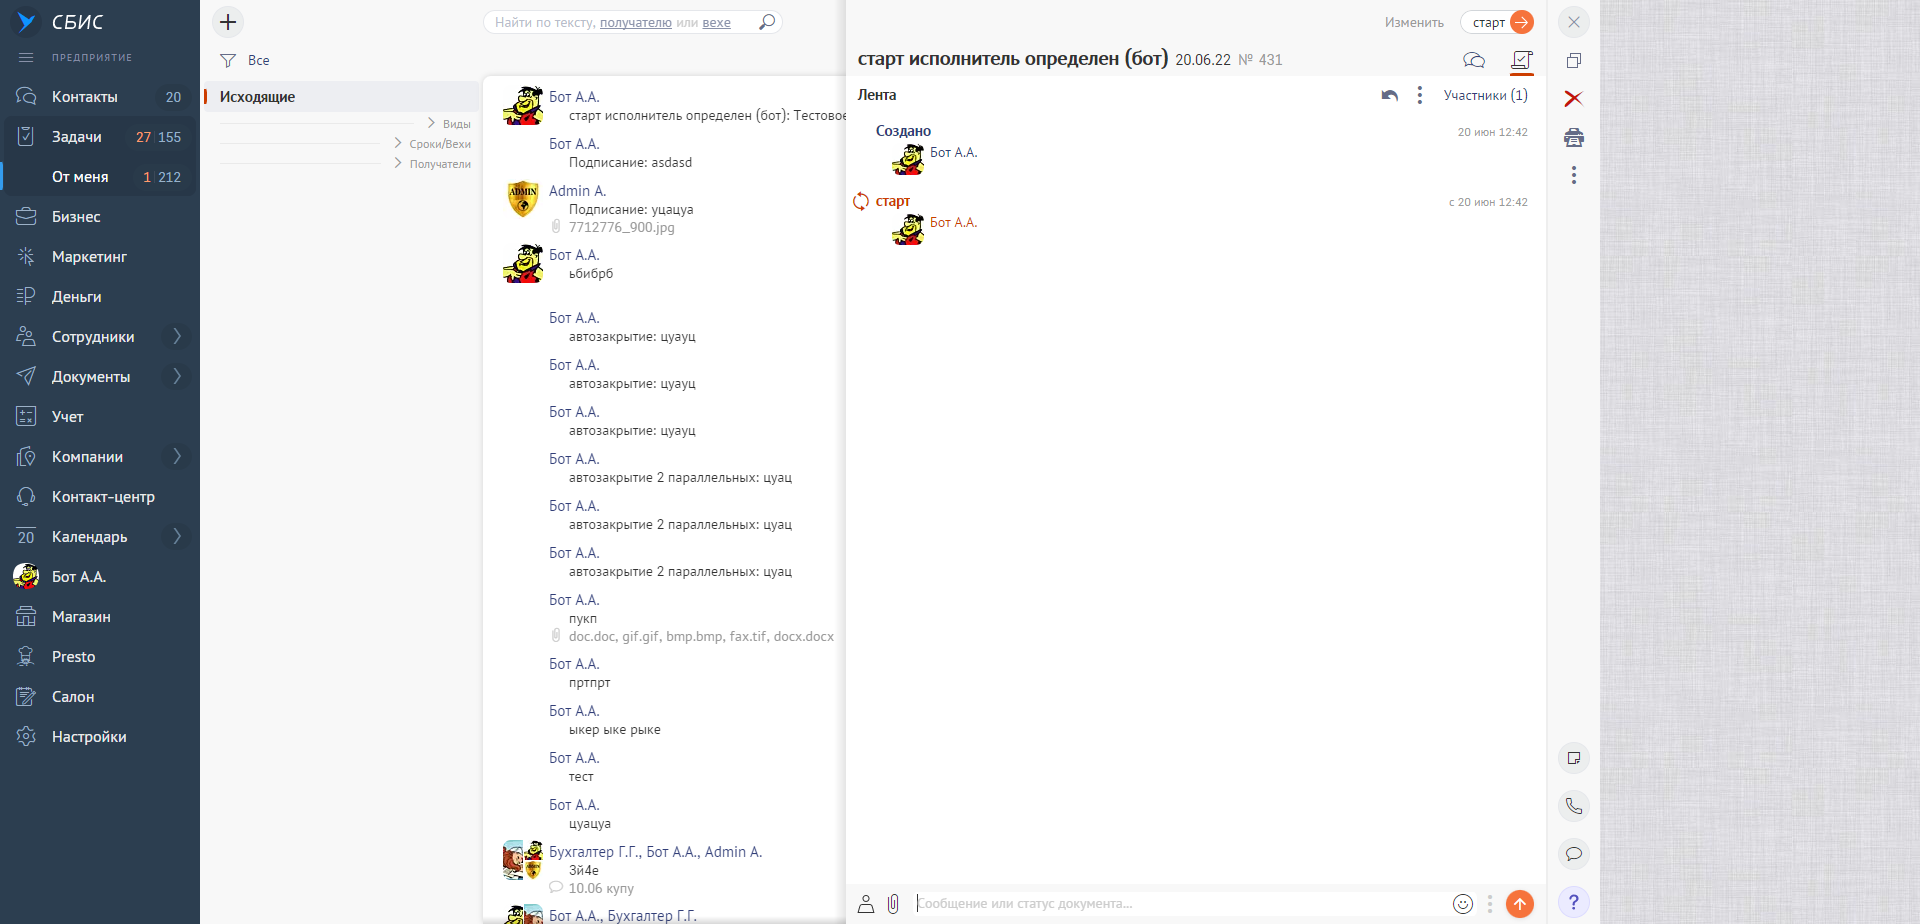 СБИС
ПРЕДПРИЯТИЕ
Контакты 20
Задачи 27 155
От меня 1 212
Бизнес
Маркетинг
Деньги
Сотрудники
Документы
Учет
Компании
Контакт-центр
20 Календарь
Бот А.А.
Магазин
Presto
Салон
Настройки
Найти по тексту, получателю или вехе
Все
Исходящие
Виды
Сроки/Вехи
Получатели
Бот А.А.
старт исполнитель определен (бот): Тестовое
Бот А.А.
Подписание: asdasd
ADMIN
Admin А.
Подписание: уцацуа
7712776_900.jpg
Бот А.А.
ьбибрб
Бот А.А.
автозакрытие: цуауц
Бот А.А.
автозакрытие: цуауц
Бот А.А.
автозакрытие: цуауц
Бот А.А.
автозакрытие 2 параллельных: цуац
Бот А.А.
автозакрытие 2 параллельных: цуац
Бот А.А.
автозакрытие 2 параллельных: цуац
Бот А.А.
пукп
doc.doc, gif.gif, bmp.bmp, fax.tif, docx.docx
Бот А.А.
пртпрт
Бот А.А.
ыкер ыке рыке
Бот А.А.
тест
Бот А.А.
цуацуа
Бухгалтер Г.Г., Бот А.А., Admin А.
3й4е
10.06 купу
Бот А.А., Бухгалтер Г.Г.
Изменить старт
старт исполнитель определен (бот) 20.06.22 № 431
Лента Участники (1)
Создано 20 июн 12:42
Бот А.А.
старт с 20 июн 12:42
Бот А.А.
Сообщение или статус документа...
?